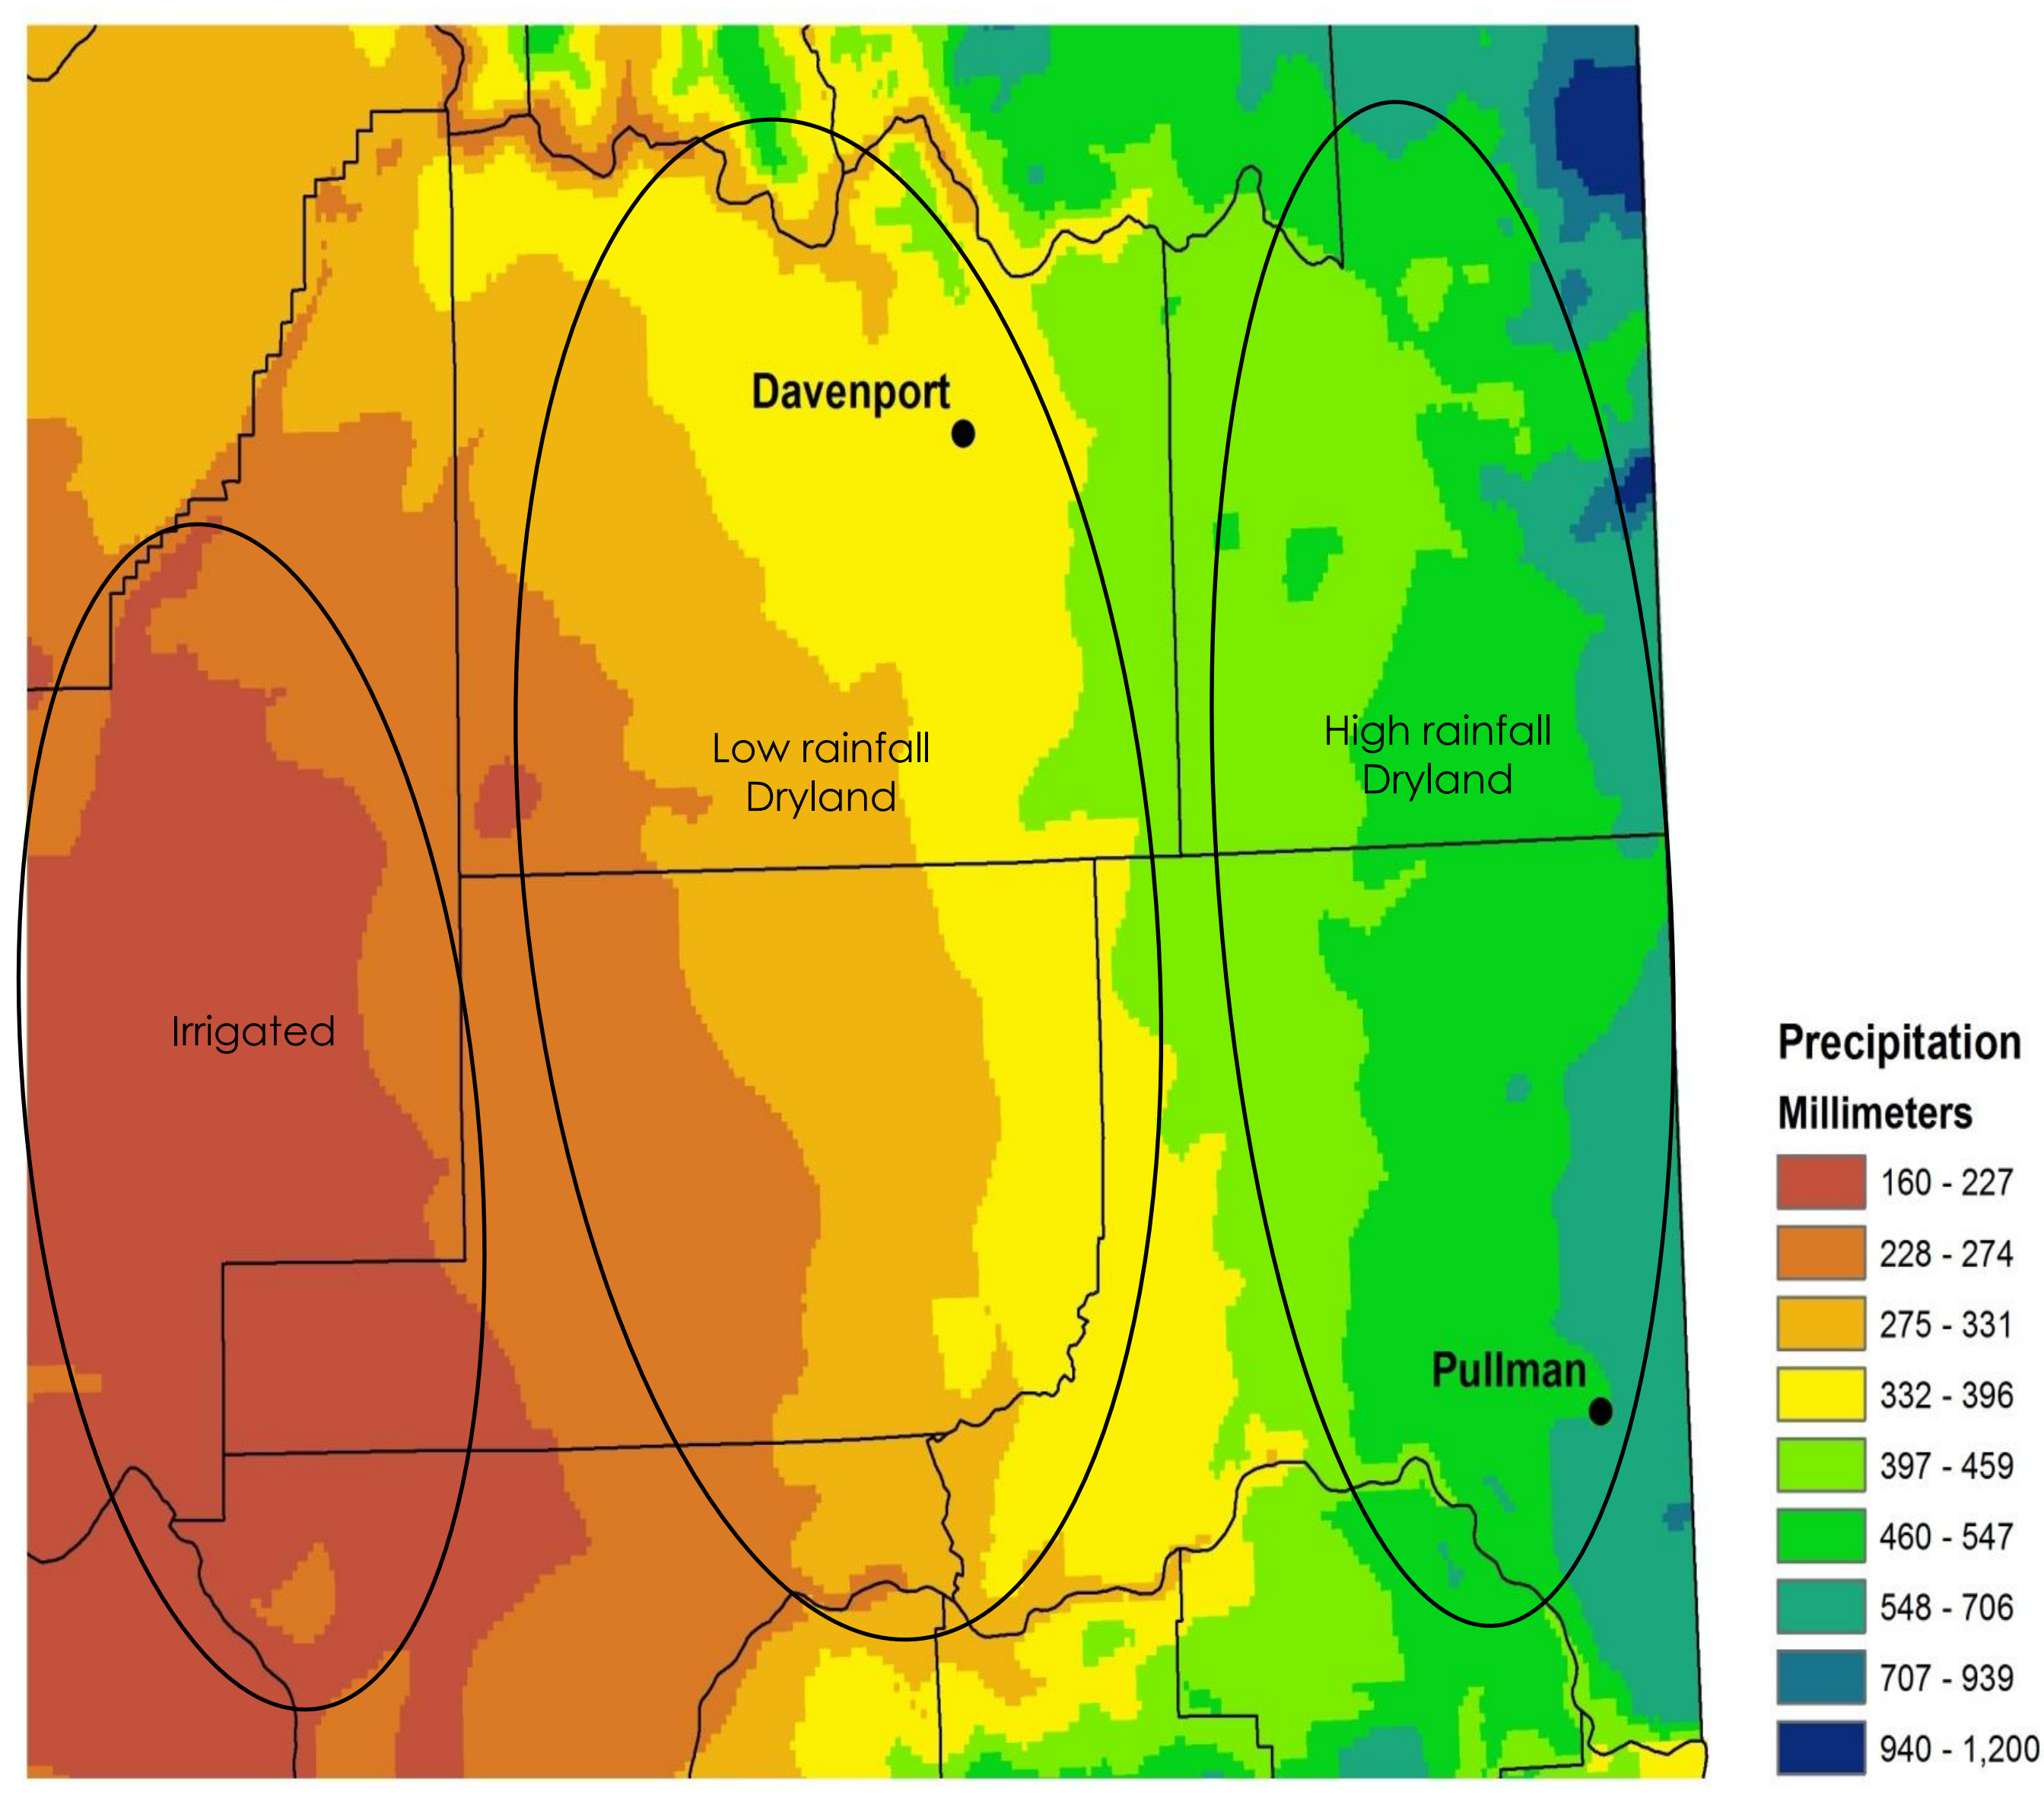 Davenport
Low rainfall
Dryland
High rainfall
Dryland
Irrigated
Pullman
Precipitation
Millimeters
160 - 227
228 - 274
275 - 331
332 - 396
397 - 459
460 - 547
548 - 706
707 - 939
940 - 1,200